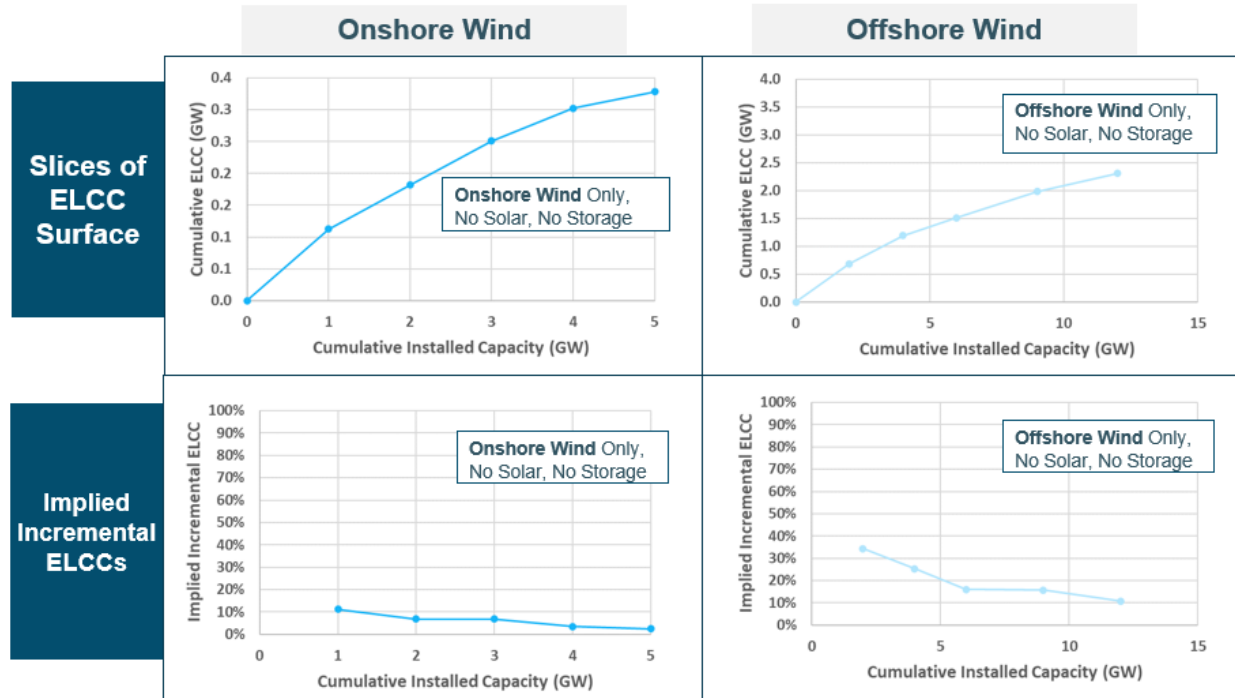 Onshore Wind
Offshore Wind
Slices of
ELCC
Surface
Cumulative ELCC (GW)
0.4
0.3
0.3
0.2
0.2
0.1
0.1
0.0
Onshore Wind Only,
No Solar, No Storage
0 1 2 3 4 5
Cumulative Installed Capacity (GW)
Cumulative ELCC (GW)
4.0
3.5
3.0
2.5
2.0
1.5
1.0
0.5
0.0
Offshore Wind Only,
No Solar, No Storage
0 5 10 15
Cumulative Installed Capacity (GW)
Implied
Incremental
ELCCs
Implied Incremental ELCC
100%
90%
80%
70%
60%
50%
40%
30%
20%
10%
0%
Onshore Wind Only,
No Solar, No Storage
0 1 2 3 4 5
Cumulative Installed Capacity (GW)
Implied Incremental ELCC
100%
90%
80%
70%
60%
50%
40%
30%
20%
10%
0%
Offshore Wind Only,
No Solar, No Storage
0 5 10 15
Cumulative Installed Capacity (GW)